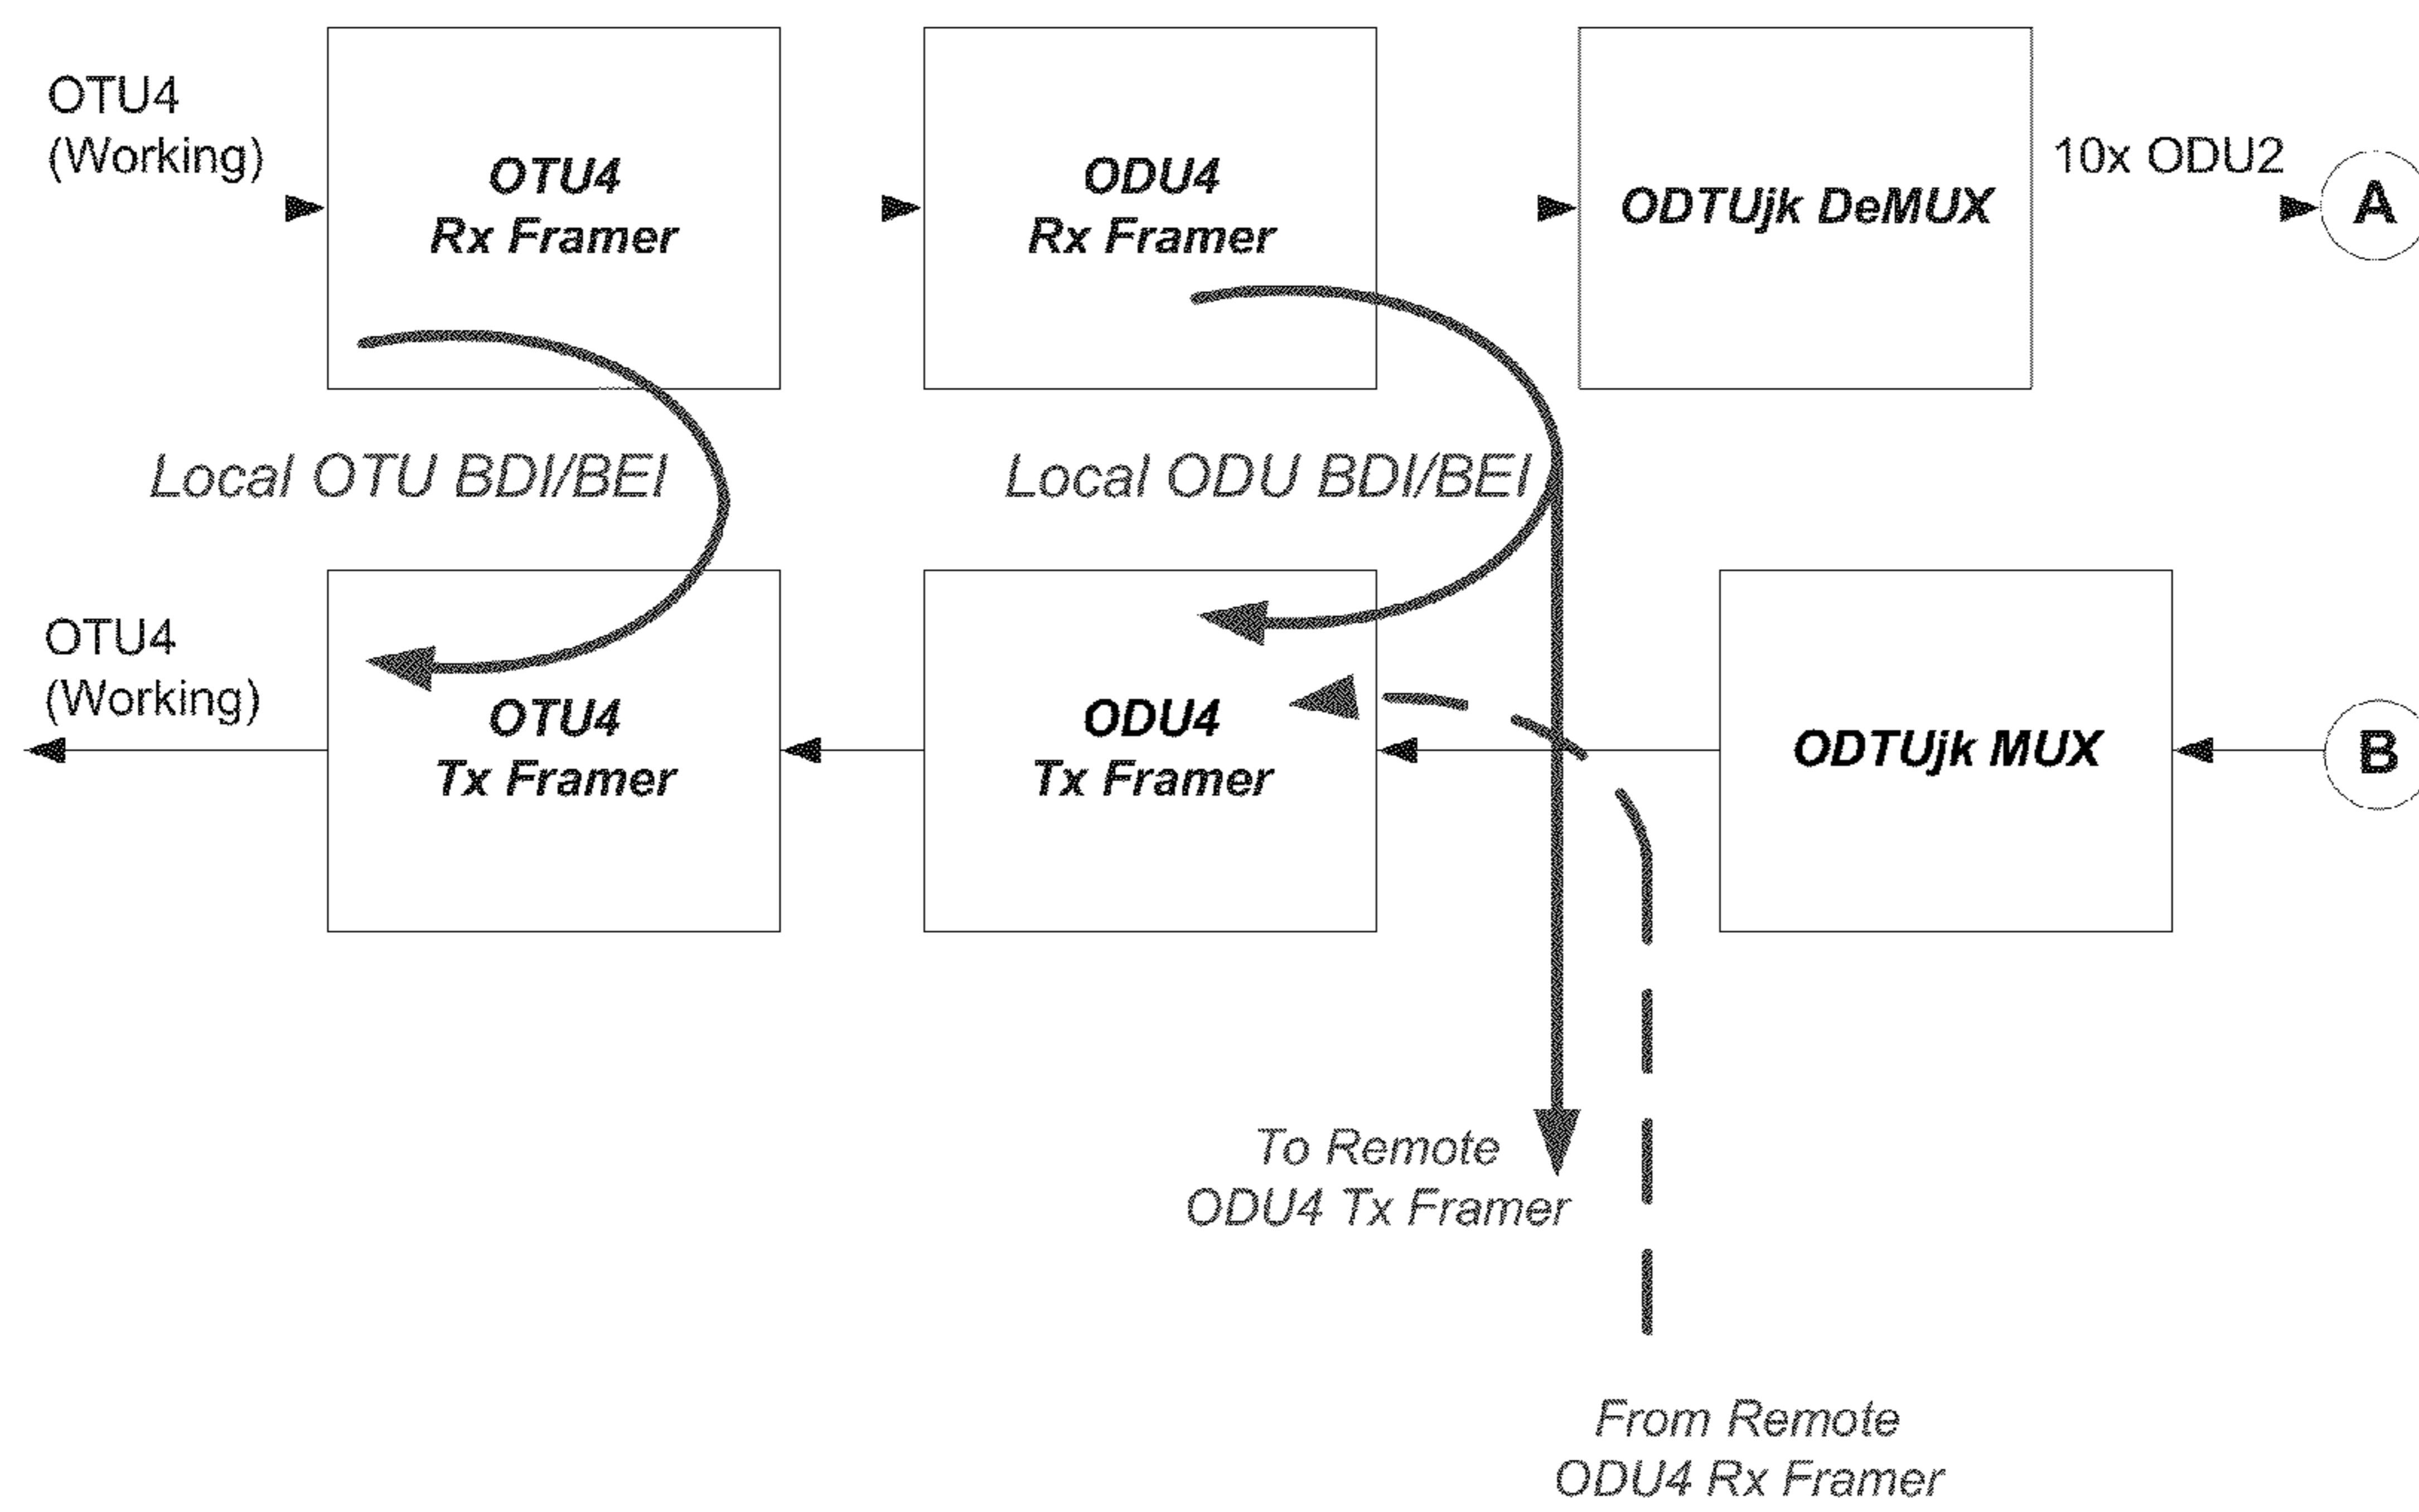 OTU4
(Working)
OTU4
Rx Framer
ODU4
Rx Framer
ODTUjk DeMUX
10x ODU2
A
Local OTU BDI/BEI
Local ODU BDI/BEI
OTU4
(Working)
OTU4
Tx Framer
ODU4
Tx Framer
ODTUjk MUX
B
To Remote
ODU4 Tx Framer
From Remote
ODU4 Rx Framer